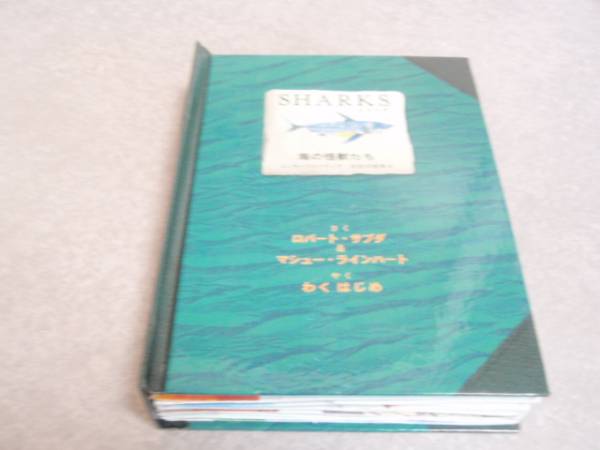 SHARKS
海の怪獣たち
さく
ロバート・サブダ
&
マシュー・ラインハート
やく
わく はじめ